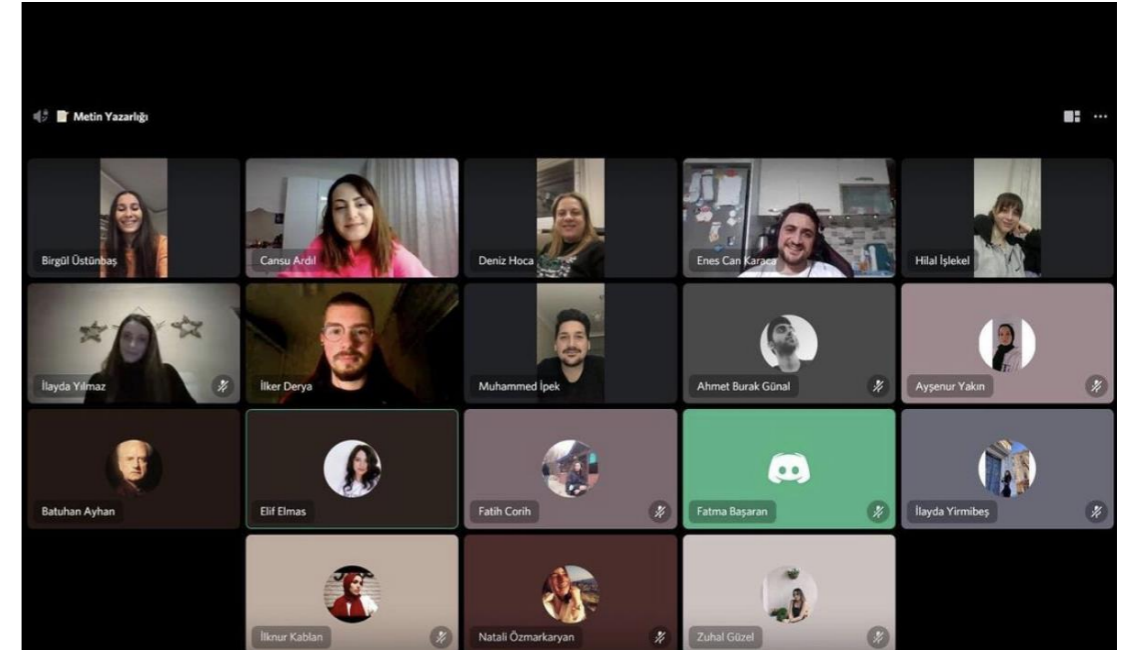 Metin Yazarlığı
Birgül Üstünbaş
Cansu Ardıl
Deniz Hoca
Enes Can Karaca
Hilal İşlekel
İlayda Yılmaz
İlker Derya
Muhammed İpek
Ahmet Burak Günal
Ayşenur Yakın
Batuhan Ayhan
Elif Elmas
Fatih Corih
Fatma Başaran
İlayda Yirmibeş
İlknur Kablan
Natali Özmarkaryan
Zuhal Güzel